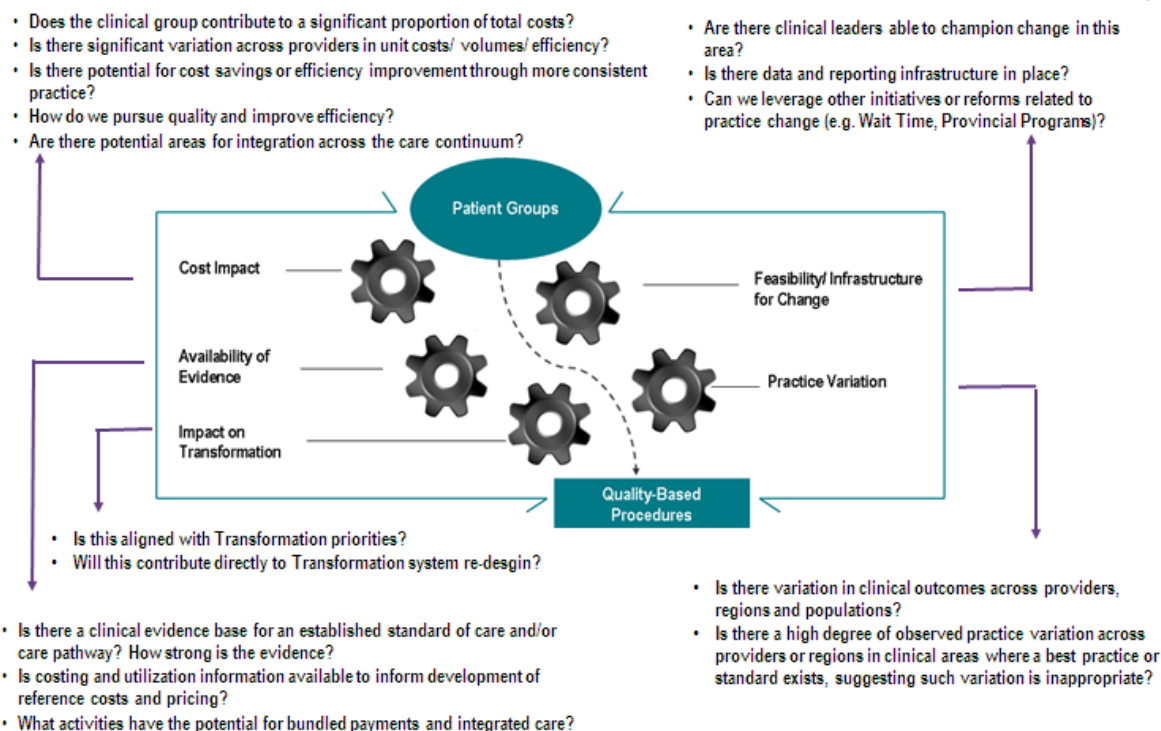 • Does the clinical group contribute to a significant proportion of total costs?
• Is there significant variation across providers in unit costs/ volumes/ efficiency?
• Is there potential for cost savings or efficiency improvement through more consistent
practice?
• How do we pursue quality and improve efficiency?
• Are there potential areas for integration across the care continuum?
• Are there clinical leaders able to champion change in this
area?
• Is there data and reporting infrastructure in place?
• Can we leverage other initiatives or reforms related to
practice change (e.g. Wait Time, Provincial Programs)?
Patient Groups
Cost Impact
Feasibility/ Infrastructure
for Change
Availability of
Evidence
Practice Variation
Impact on
Transformation
Quality-Based
Procedures
• Is this aligned with Transformation priorities?
• Will this contribute directly to Transformation system re-desgin?
• Is there a clinical evidence base for an established standard of care and/or
care pathway? How strong is the evidence?
• Is costing and utilization information available to inform development of
reference costs and pricing?
• What activities have the potential for bundled payments and integrated care?
• Is there variation in clinical outcomes across providers,
regions and populations?
• Is there a high degree of observed practice variation across
providers or regions in clinical areas where a best practice or
standard exists, suggesting such variation is inappropriate?